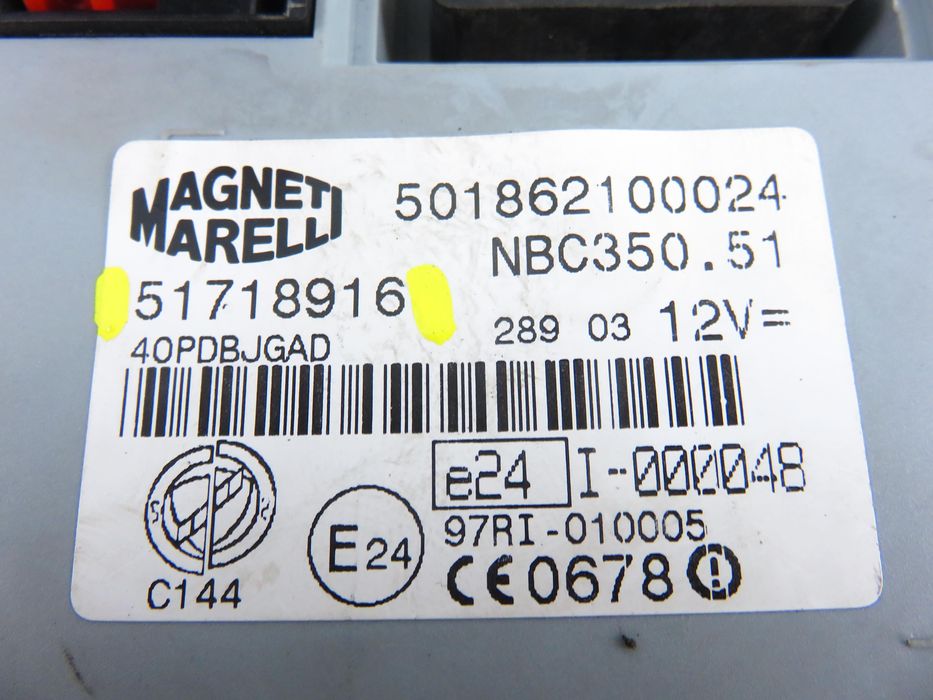 MAGNETI
MARELLI
501862100024
NBC350.51
51718916
289 03 12V=
40PDBJGAD
e24 I-000048
97RI-010005
E24
C144
CE0678